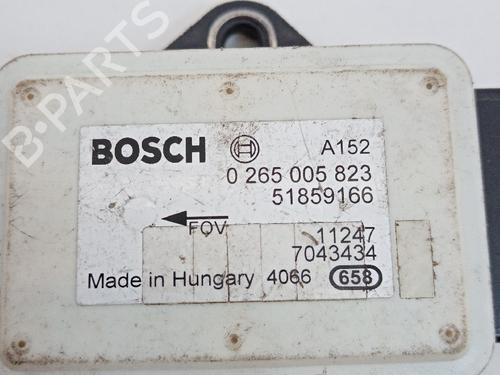 BOSCH A152
0 265 005 823
51859166
FOV
11247
7043434
Made in Hungary 4066 658
B-PARTS